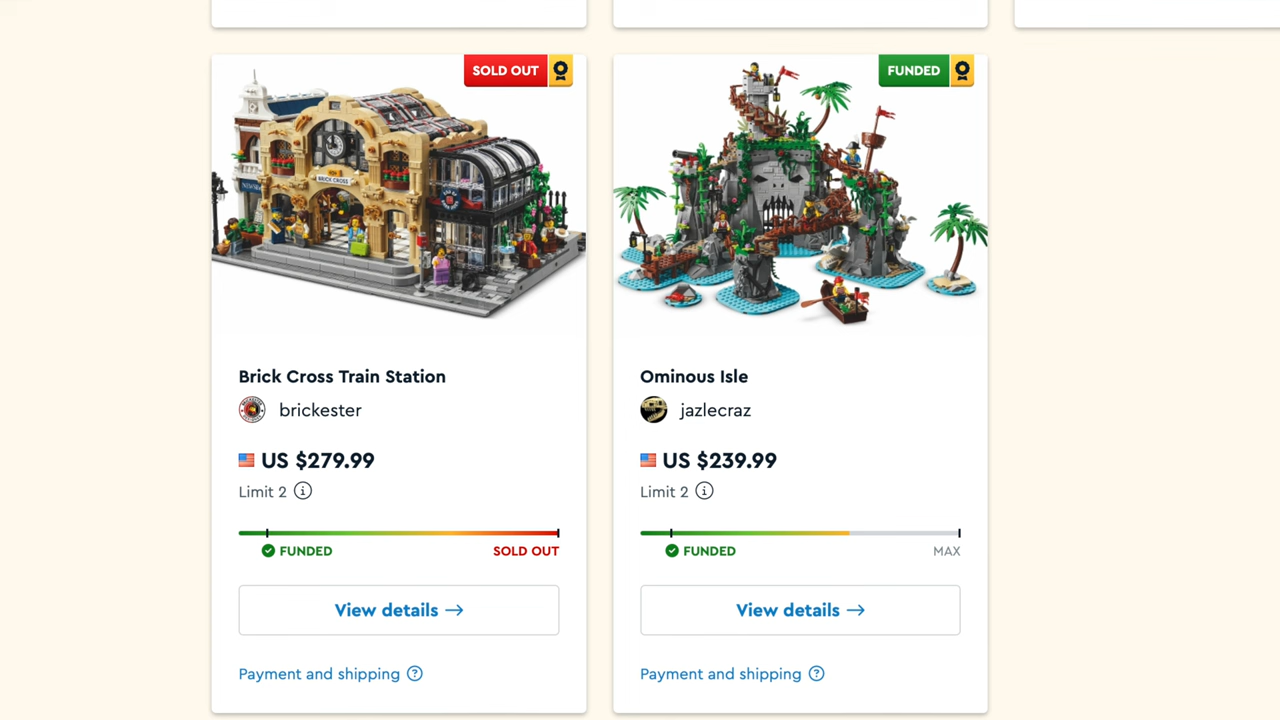 SOLD OUT
BRICK CROSS
Brick Cross Train Station
brickester
US $279.99
Limit 2
FUNDED
SOLD OUT
View details →
Payment and shipping
FUNDED
Ominous Isle
jazlecraz
US $239.99
Limit 2
FUNDED
MAX
View details →
Payment and shipping